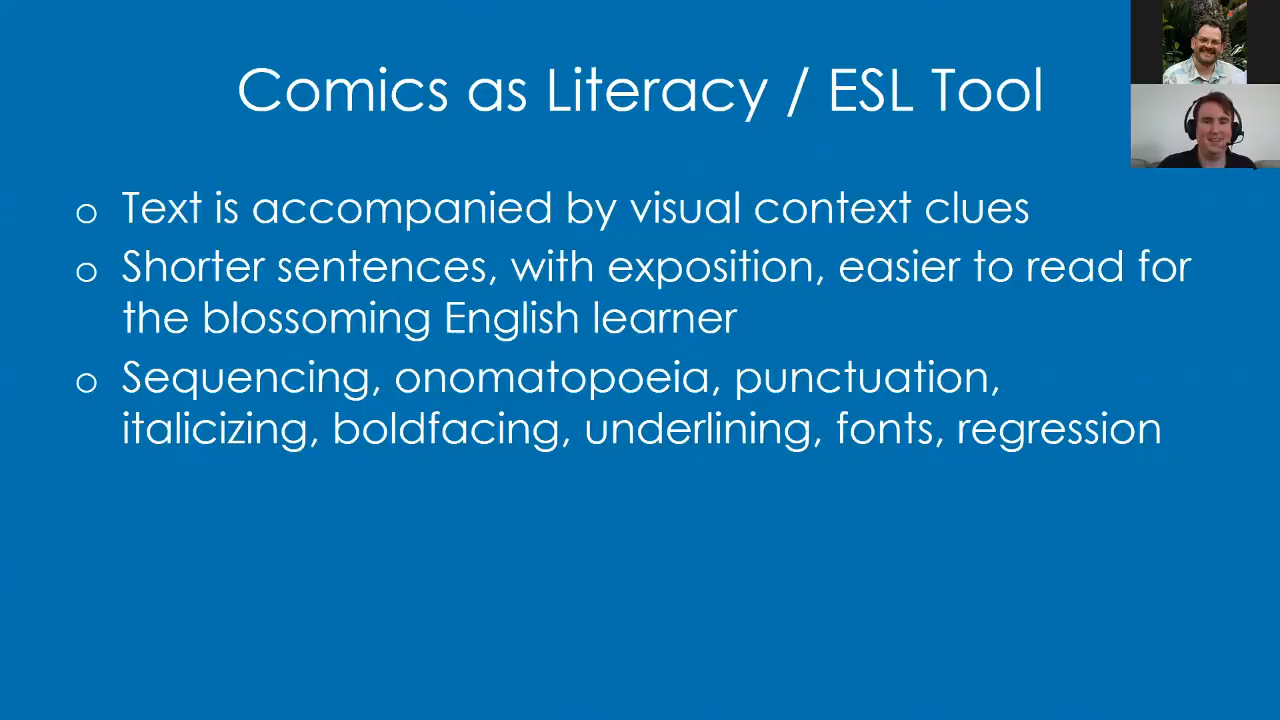 Comics as Literacy / ESL Tool
o Text is accompanied by visual context clues
o Shorter sentences, with exposition, easier to read for
the blossoming English learner
o Sequencing, onomatopoeia, punctuation,
italicizing, boldfacing, underlining, fonts, regression